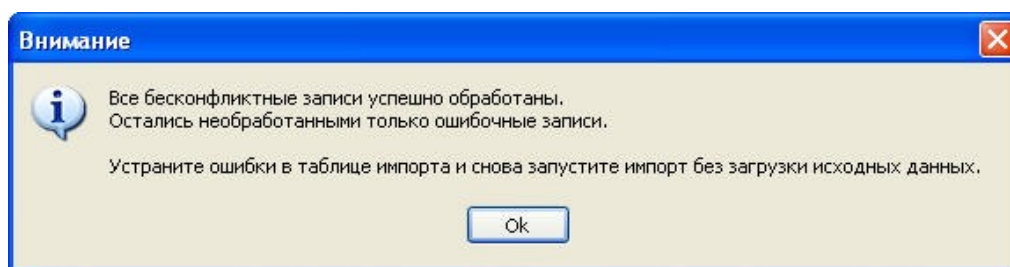 Внимание
Все бесконфликтные записи успешно обработаны.
Остались необработанными только ошибочные записи.
Устраните ошибки в таблице импорта и снова запустите импорт без загрузки исходных данных.
Ok